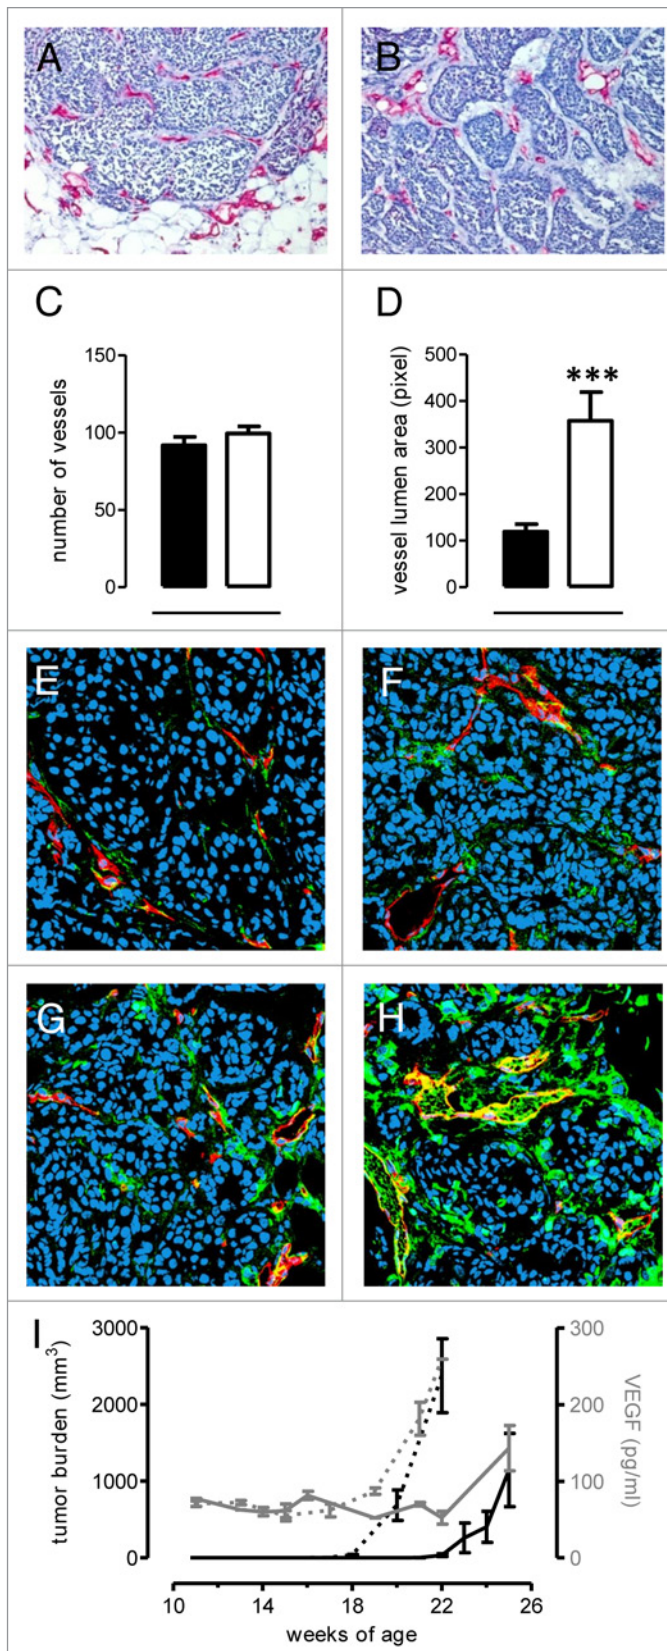 A
B
C
number of vessels
150
100
50
0
D
vessel lumen area (pixel)
500
400
300
200
100
0
***
E
F
G
H
I
tumor burden (mm³)
3000
2000
1000
0
300
200
100
0
VEGF (pg/ml)
10 14 18 22 26
weeks of age